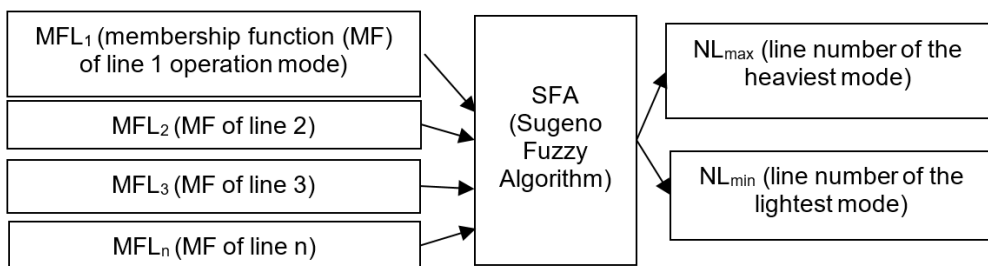 MFL₁ (membership function (MF)
of line 1 operation mode)
MFL₂ (MF of line 2)
MFL₃ (MF of line 3)
MFLₙ (MF of line n)
SFA
(Sugeno
Fuzzy
Algorithm)
NLmax (line number of the
heaviest mode)
NLmin (line number of the
lightest mode)